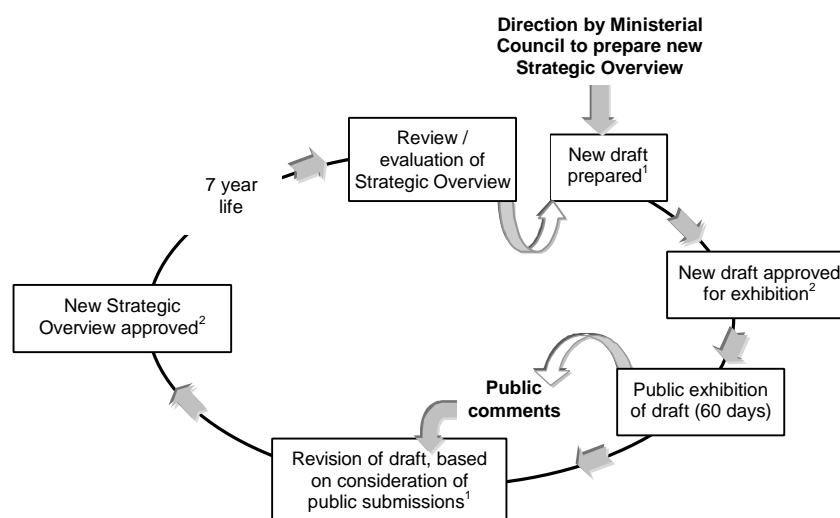 Direction by Ministerial
Council to prepare new
Strategic Overview
Review /
evaluation of
Strategic Overview
New draft
prepared¹
7 year
life
New draft approved
for exhibition²
New Strategic
Overview approved²
Public
comments
Public exhibition
of draft (60 days)
Revision of draft, based
on consideration of
public submissions¹